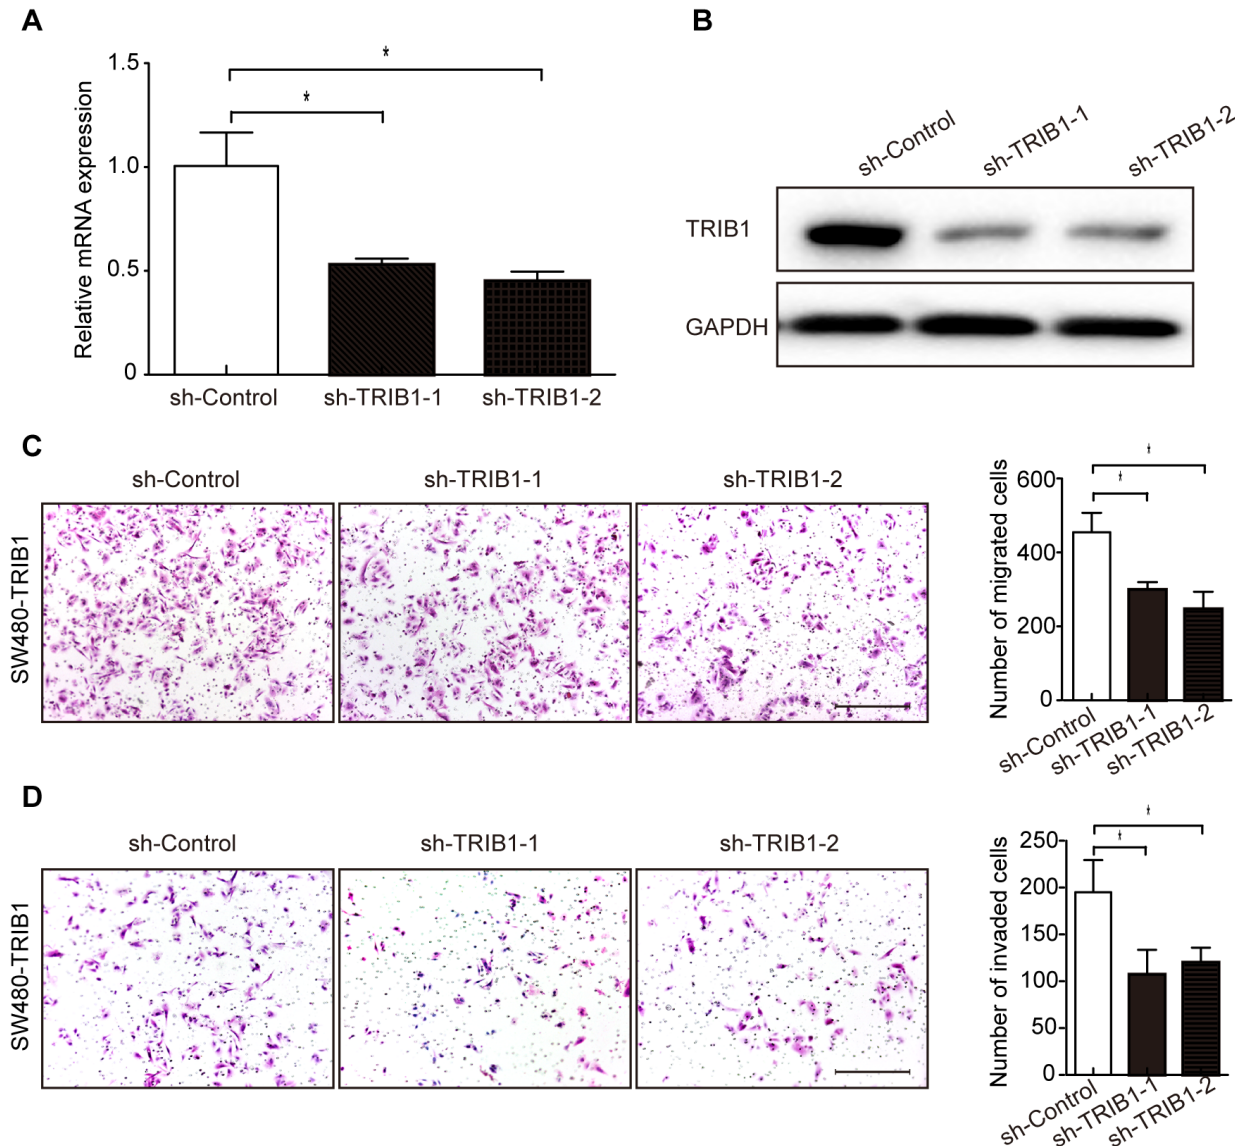 A
B
*
*
1.5
1.0
0.5
0
Relative mRNA expression
sh-Control
sh-TRIB1-1
sh-TRIB1-2
sh-Control
sh-TRIB1-1
sh-TRIB1-2
TRIB1
GAPDH
C
sh-Control
sh-TRIB1-1
sh-TRIB1-2
SW480-TRIB1
*
*
600
400
200
0
Number of migrated cells
sh-Control
sh-TRIB1-1
sh-TRIB1-2
D
sh-Control
sh-TRIB1-1
sh-TRIB1-2
SW480-TRIB1
*
*
250
200
150
100
50
0
Number of invaded cells
sh-Control
sh-TRIB1-1
sh-TRIB1-2